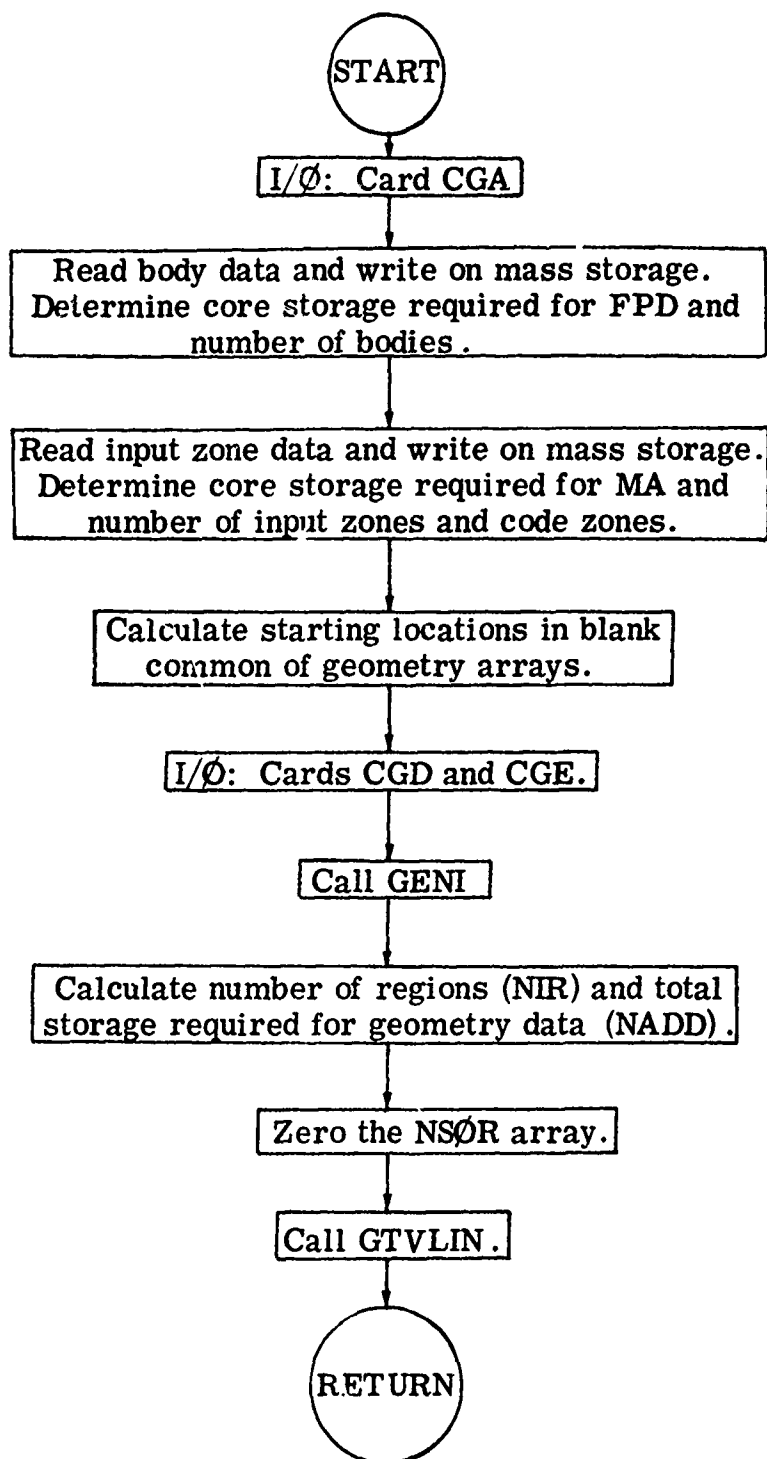 START
I/Ø: Card CGA
Read body data and write on mass storage.
Determine core storage required for FPD and
number of bodies.
Read input zone data and write on mass storage.
Determine core storage required for MA and
number of input zones and code zones.
Calculate starting locations in blank
common of geometry arrays.
I/Ø: Cards CGD and CGE.
Call GENI
Calculate number of regions (NIR) and total
storage required for geometry data (NADD).
Zero the NSØR array.
Call GTVLIN.
RETURN